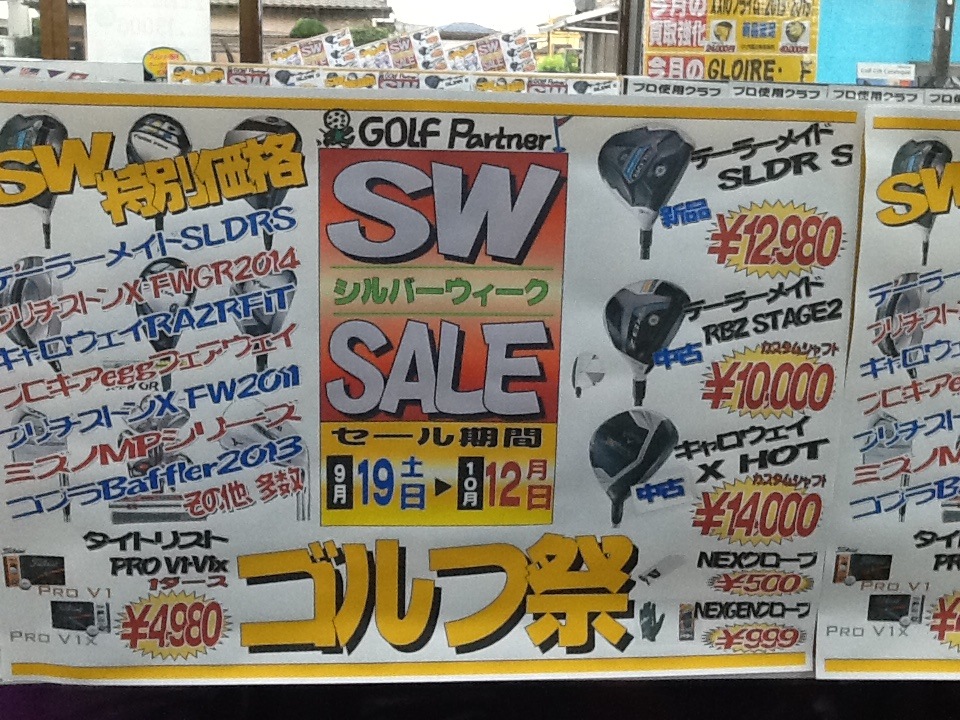 今月の
買取強化
今月の
GLOIRE・F
プロ使用クラブ プロ使用クラブ プロ使用クラブ
SW
特別価格
テーラーメイドSLDRS
ブリヂストンX-FWGR2014
キャロウェイRAZRFIT
プロギアeggフェアウェイ
ブリヂストンX-FW2011
ミズノMPシリーズ
コブラBaffler2013
その他 多数
タイトリスト
PRO V1・V1x
1ダース
PRO V1
PRO V1X
¥4,980
GOLF Partner
SW
シルバーウィーク
SALE
セール期間
9月19土日▶10月12月日
ゴルフ祭
テーラーメイド
SLDR S
新品
¥12,980
テーラーメイド
RBZ STAGE2
中古
カスタムシャフト
¥10,000
キャロウェイ
X HOT
中古
カスタムシャフト
¥14,000
NEXグローブ
¥500
NEXGENグローブ
¥999
PRO V1
PRO V1X